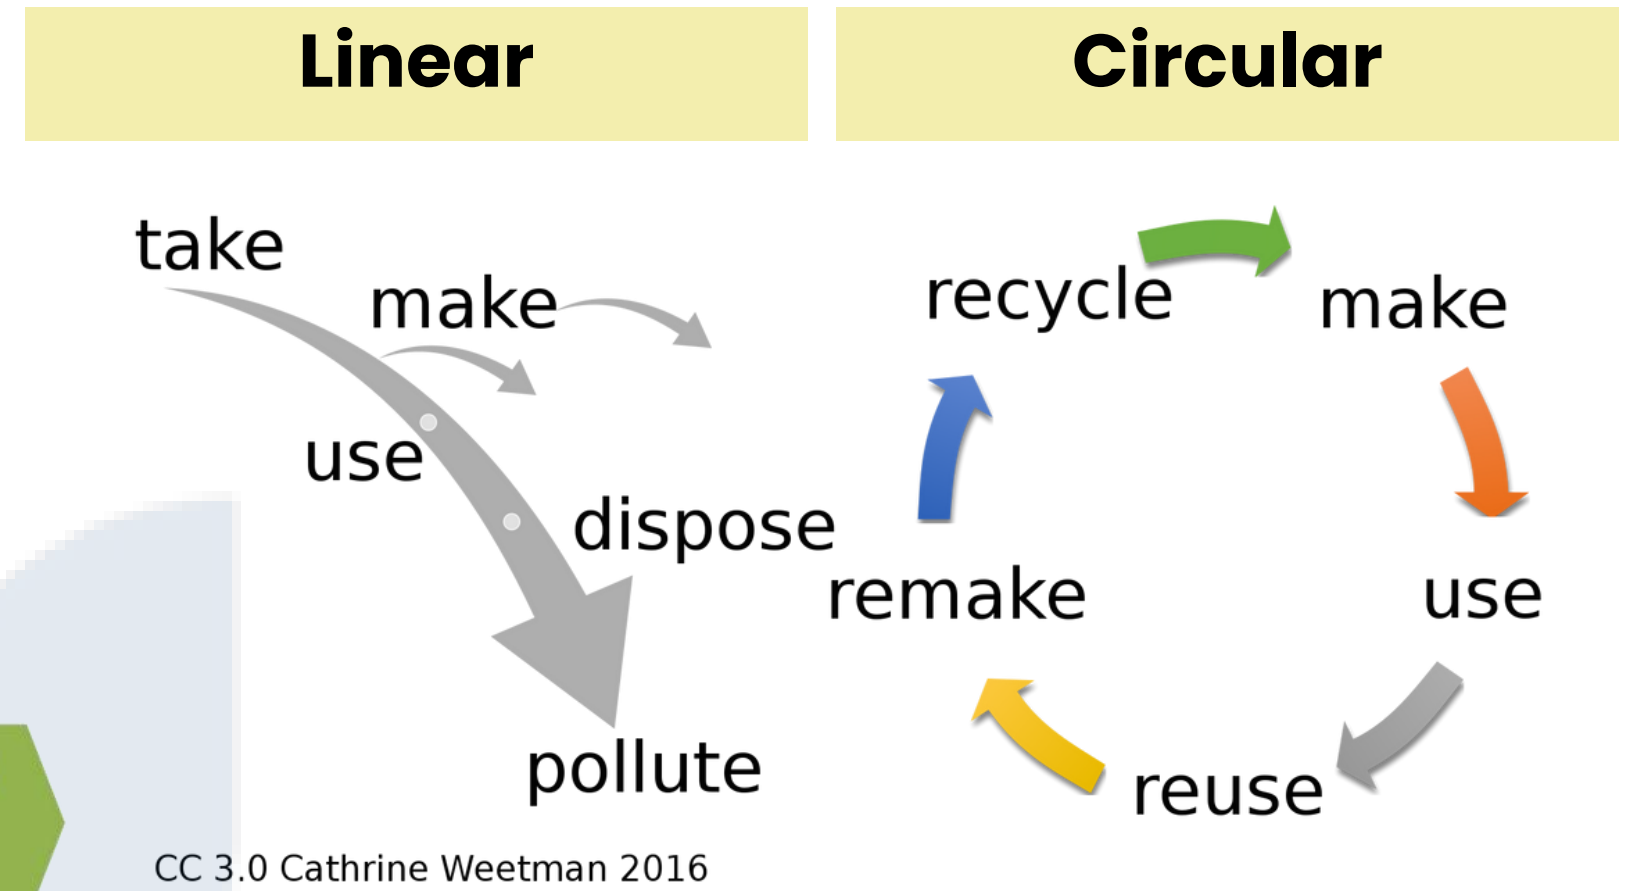 Linear
take
make
use
dispose
pollute
CC 3.0 Cathrine Weetman 2016
Circular
recycle
make
use
reuse
remake